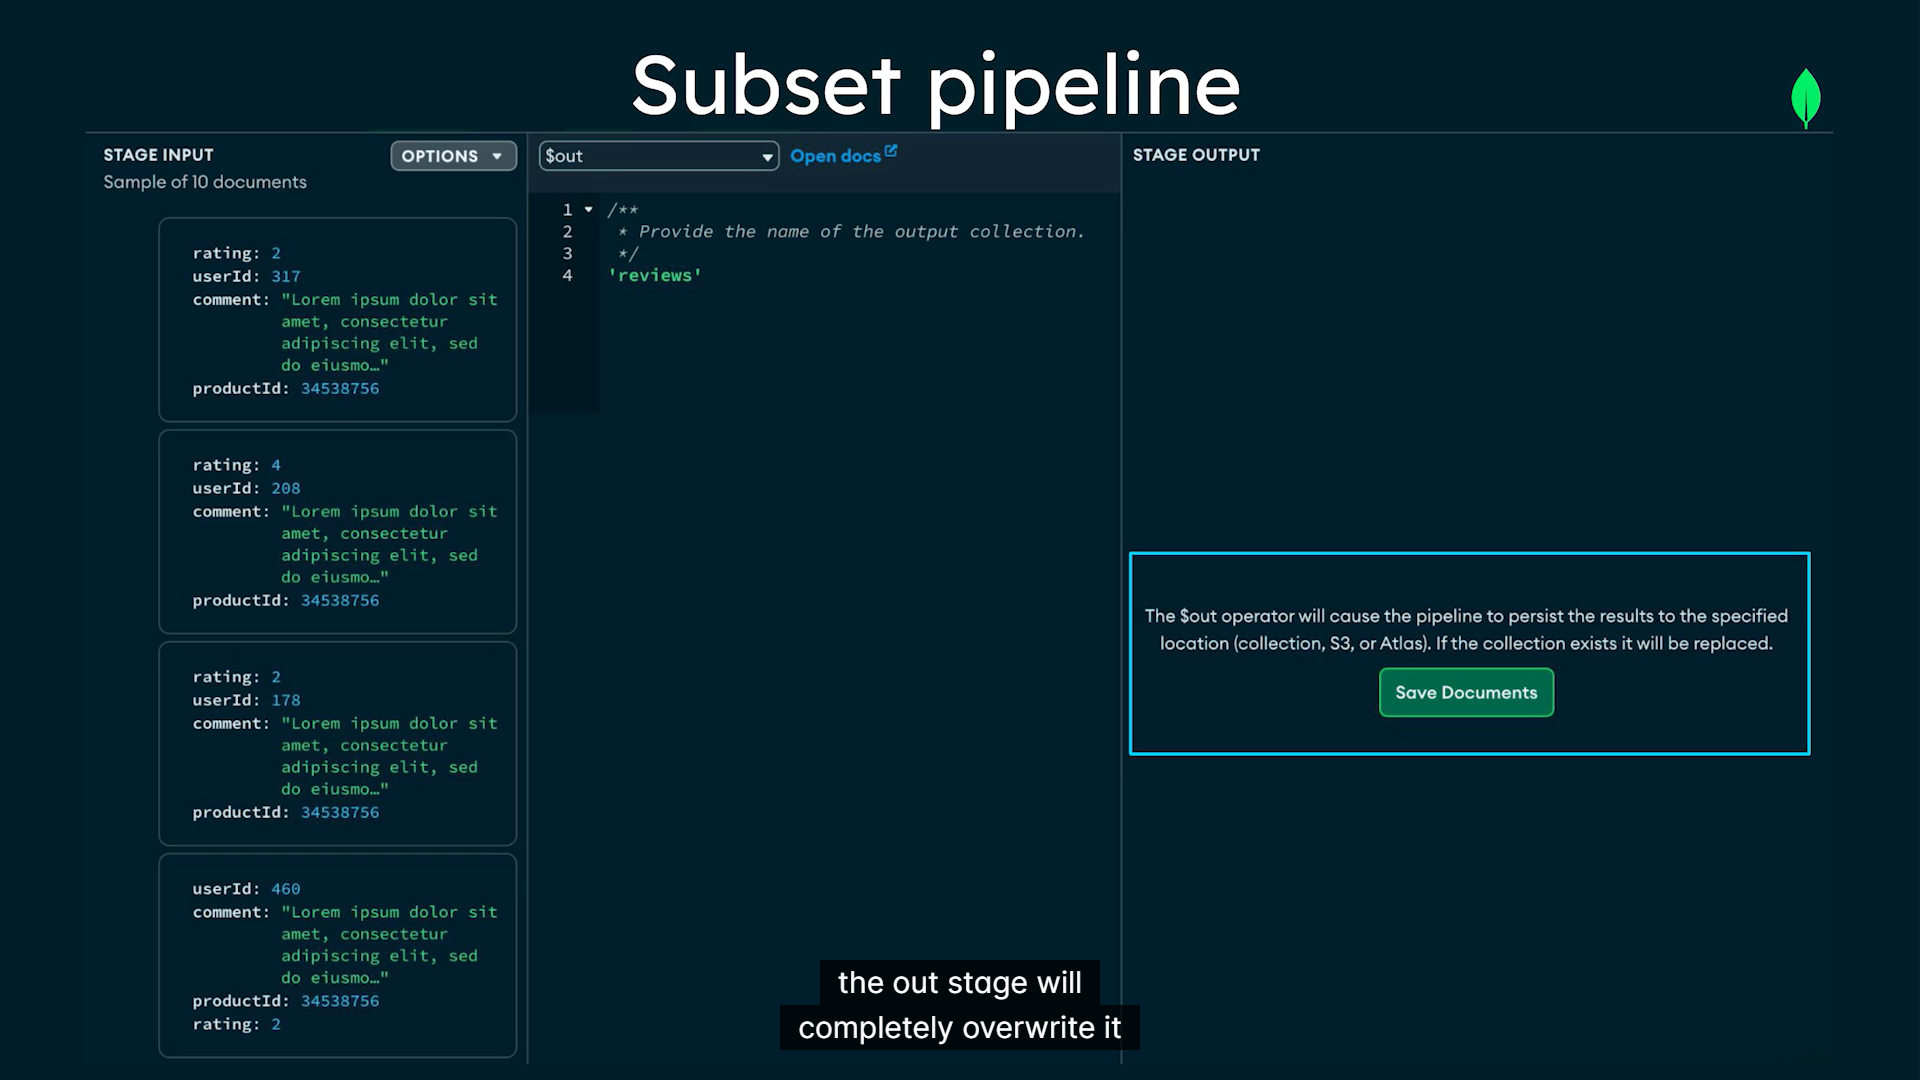 Subset pipeline
STAGE INPUT
OPTIONS
Sample of 10 documents
rating: 2
userId: 317
comment: "Lorem ipsum dolor sit
amet, consectetur
adipiscing elit, sed
do eiusmo…"
productId: 34538756
rating: 4
userId: 208
comment: "Lorem ipsum dolor sit
amet, consectetur
adipiscing elit, sed
do eiusmo…"
productId: 34538756
rating: 2
userId: 178
comment: "Lorem ipsum dolor sit
amet, consectetur
adipiscing elit, sed
do eiusmo…"
productId: 34538756
userId: 460
comment: "Lorem ipsum dolor sit
amet, consectetur
adipiscing elit, sed
do eiusmo…"
productId: 34538756
rating: 2
$out
Open docs
1 /**
2 * Provide the name of the output collection.
3 */
4 'reviews'
STAGE OUTPUT
The $out operator will cause the pipeline to persist the results to the specified
location (collection, S3, or Atlas). If the collection exists it will be replaced.
Save Documents
the out stage will
completely overwrite it